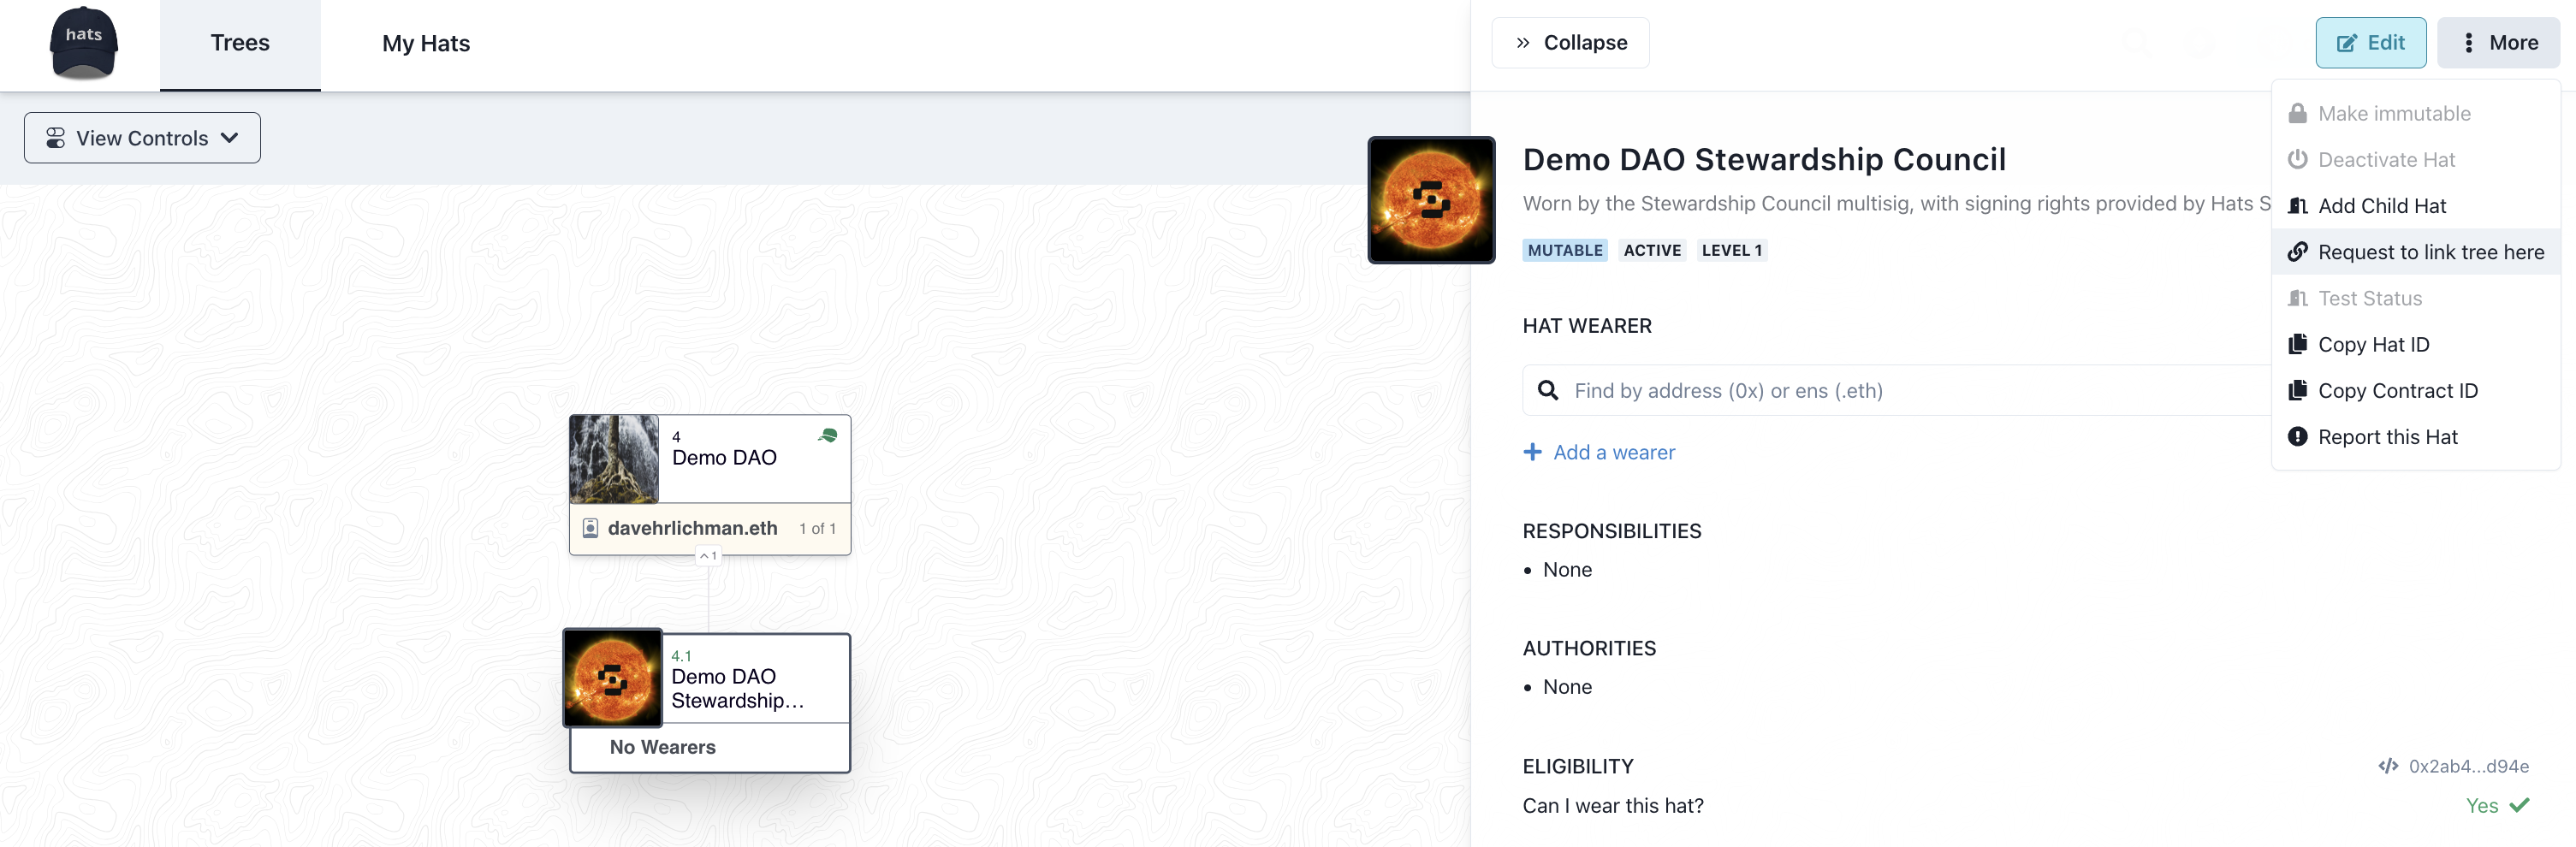 hats
Trees
My Hats
Collapse
Edit
More
View Controls
Make immutable
Deactivate Hat
Add Child Hat
Request to link tree here
Test Status
Copy Hat ID
Copy Contract ID
Report this Hat
Demo DAO Stewardship Council
Worn by the Stewardship Council multisig, with signing rights provided by Hats S
MUTABLE
ACTIVE
LEVEL 1
HAT WEARER
Find by address (0x) or ens (.eth)
Add a wearer
RESPONSIBILITIES
• None
AUTHORITIES
• None
ELIGIBILITY
0x2ab4...d94e
Can I wear this hat?
Yes
4
Demo DAO
davehrlichman.eth
1 of 1
1
4.1
Demo DAO
Stewardship...
No Wearers